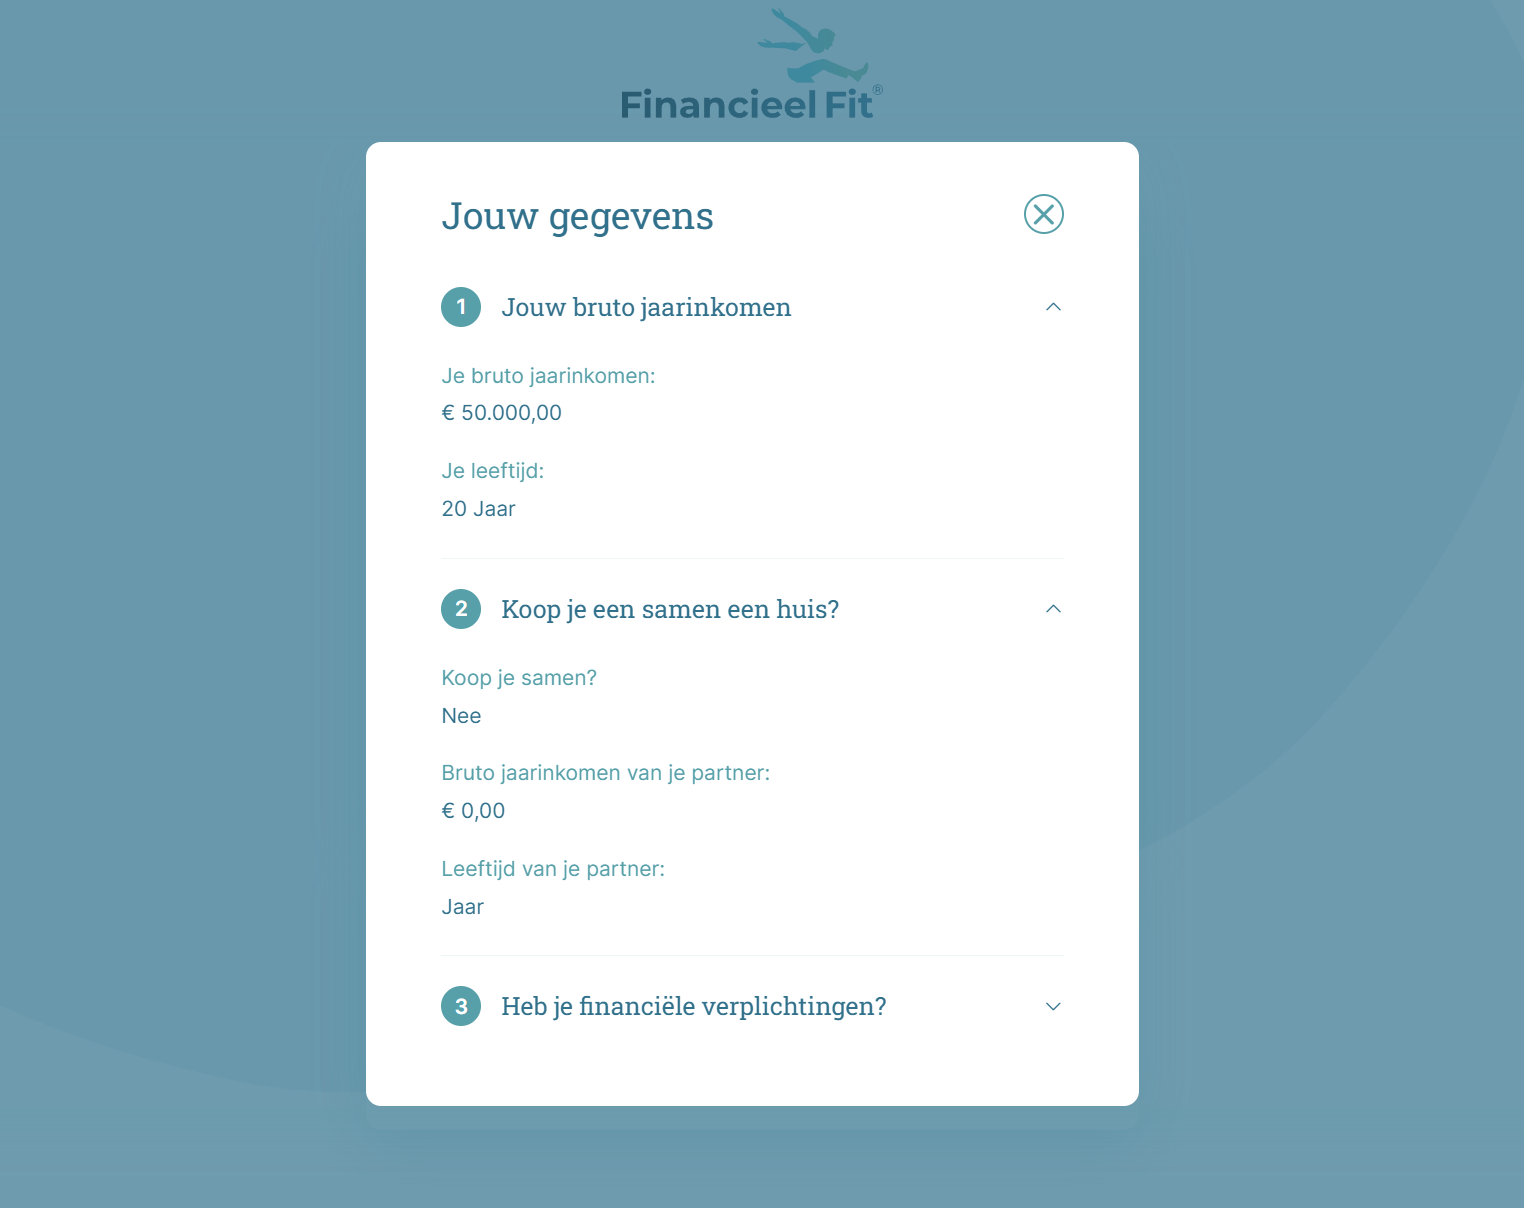 Financieel Fit®
Jouw gegevens
1 Jouw bruto jaarinkomen
Je bruto jaarinkomen:
€ 50.000,00
Je leeftijd:
20 Jaar
2 Koop je een samen een huis?
Koop je samen?
Nee
Bruto jaarinkomen van je partner:
€ 0,00
Leeftijd van je partner:
Jaar
3 Heb je financiële verplichtingen?